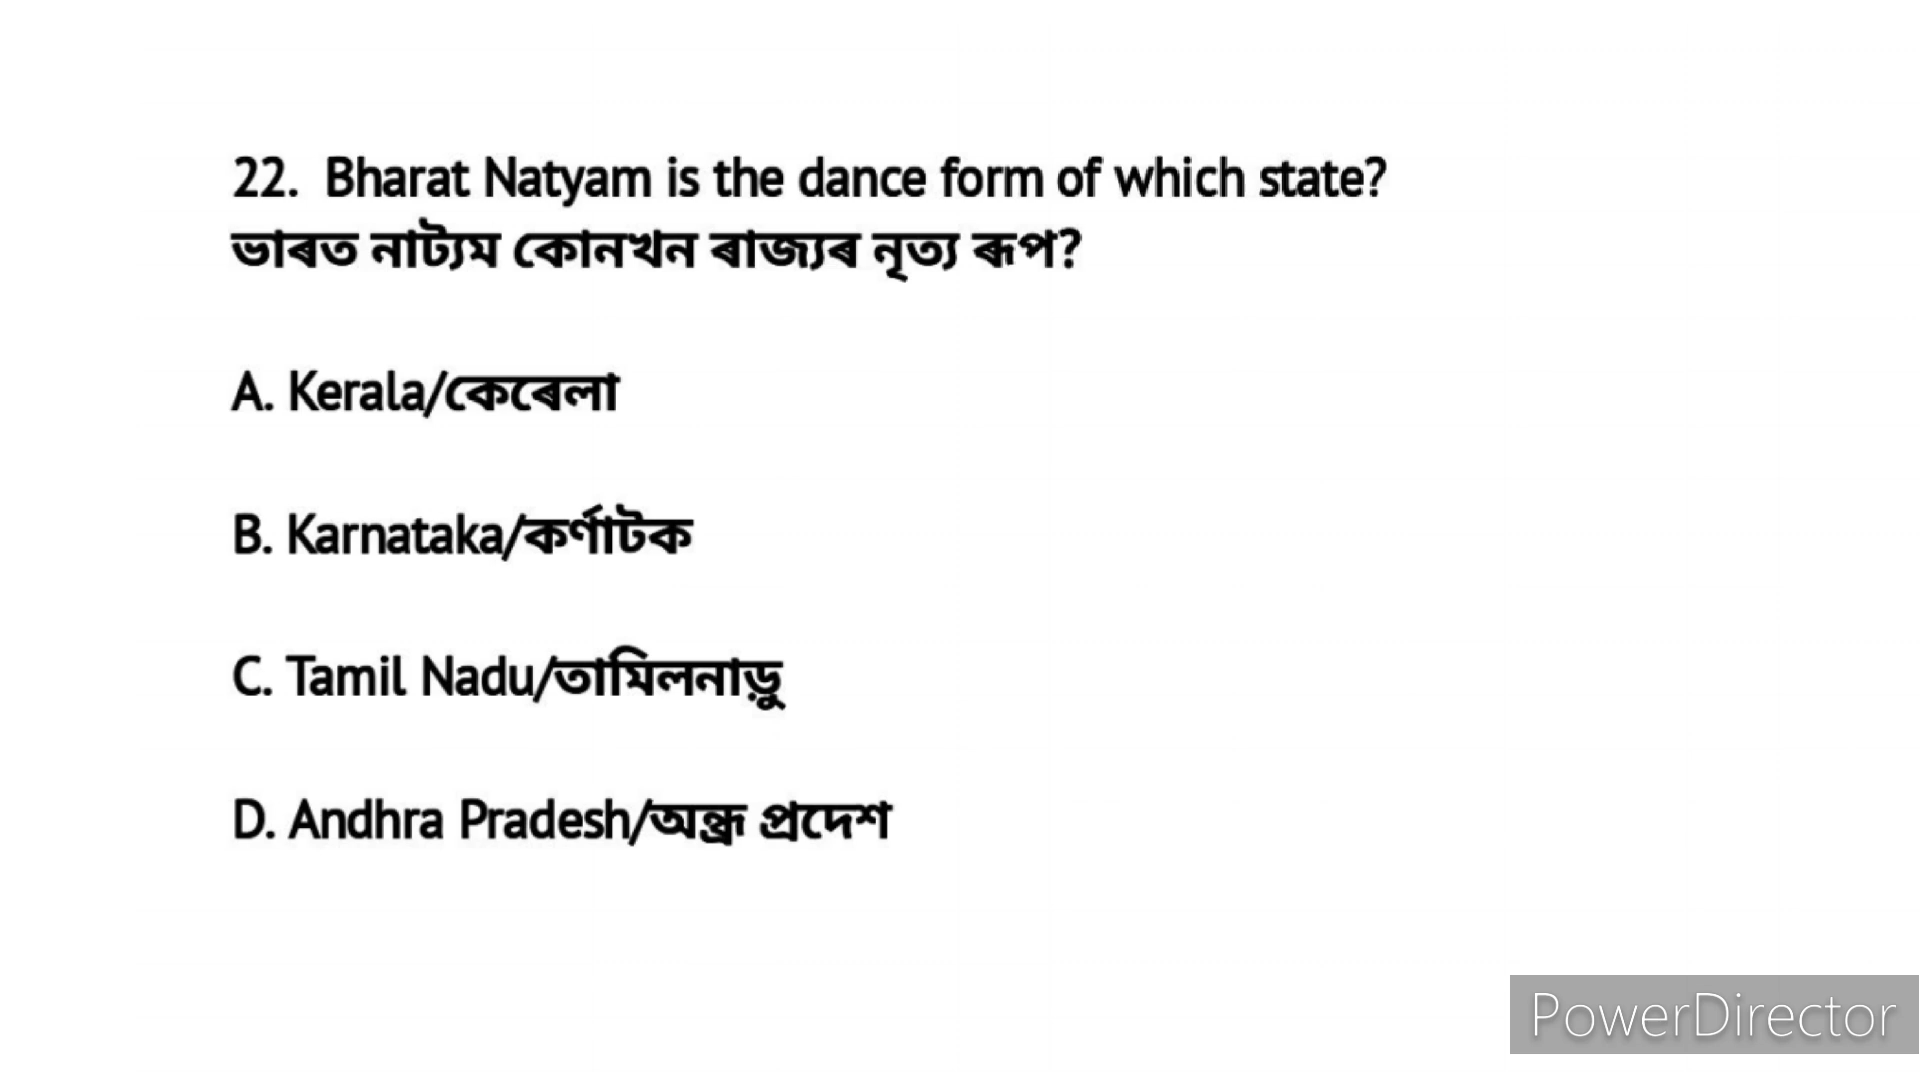 22.  Bharat Natyam is the dance form of which state?
ভাৰত নাট্যম কোনখন ৰাজ্যৰ নৃত্য ৰূপ?
A. Kerala/কেৰেলা
B. Karnataka/কৰ্ণাটক
C. Tamil Nadu/তামিলনাড়ু
D. Andhra Pradesh/অন্ধ্ৰ প্ৰদেশ
PowerDirector